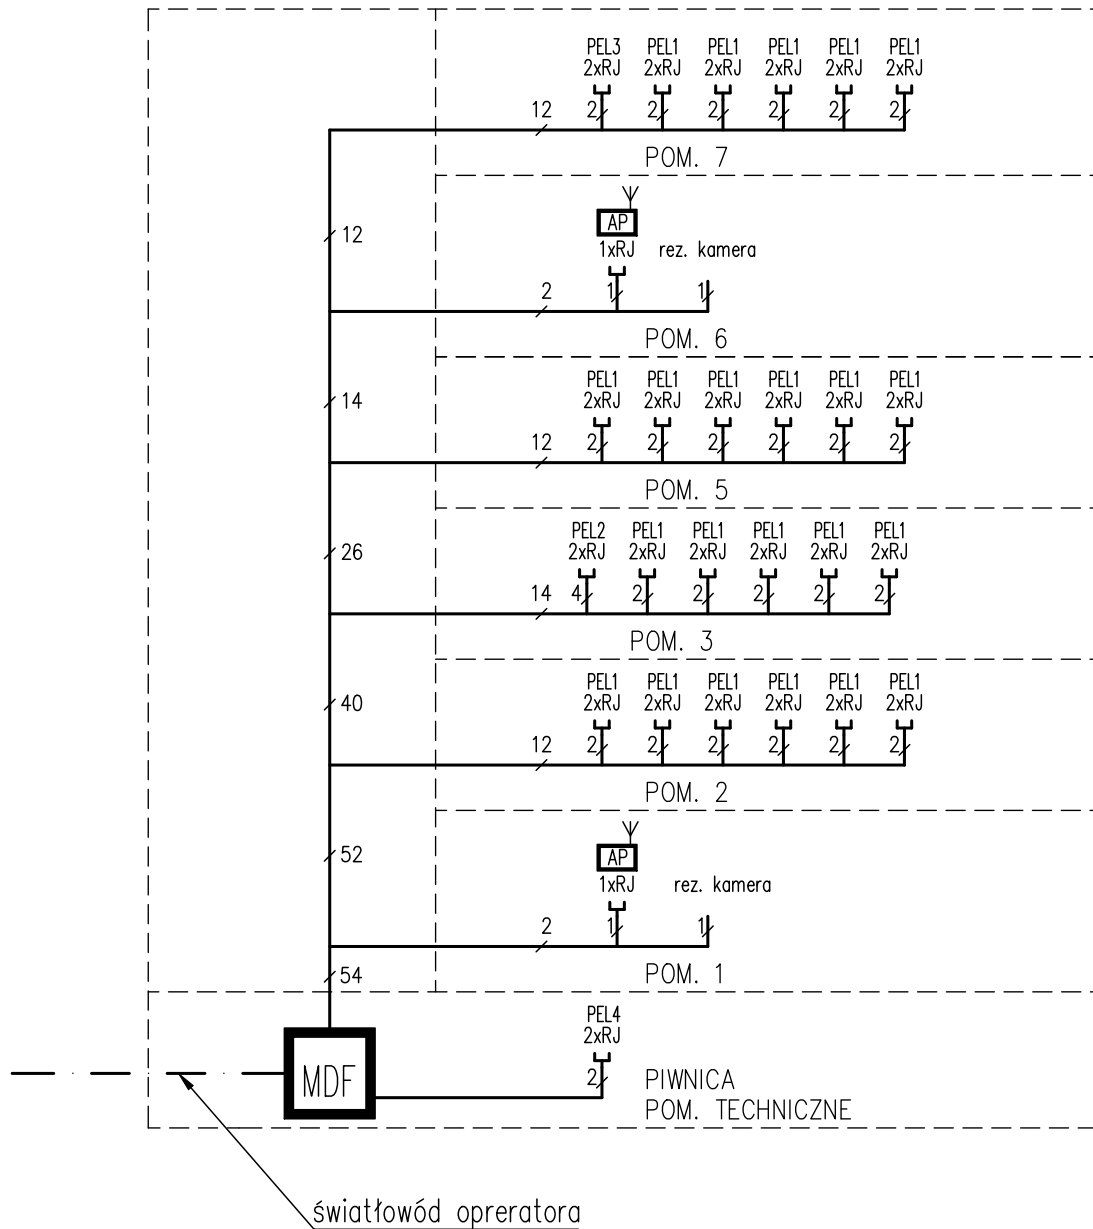 PEL3 PEL1 PEL1 PEL1 PEL1 PEL1
2xRJ 2xRJ 2xRJ 2xRJ 2xRJ 2xRJ
12 2 2 2 2 2 2
POM. 7
12
AP
1xRJ rez. kamera
2 1 1
POM. 6
14
PEL1 PEL1 PEL1 PEL1 PEL1 PEL1
2xRJ 2xRJ 2xRJ 2xRJ 2xRJ 2xRJ
12 2 2 2 2 2 2
POM. 5
26
PEL2 PEL1 PEL1 PEL1 PEL1 PEL1
2xRJ 2xRJ 2xRJ 2xRJ 2xRJ 2xRJ
14 4 2 2 2 2 2
POM. 3
40
PEL1 PEL1 PEL1 PEL1 PEL1 PEL1
2xRJ 2xRJ 2xRJ 2xRJ 2xRJ 2xRJ
12 2 2 2 2 2 2
POM. 2
52
AP
1xRJ rez. kamera
2 1 1
POM. 1
54
PEL4
2xRJ
2
MDF
PIWNICA
POM. TECHNICZNE
światłowód opreratora